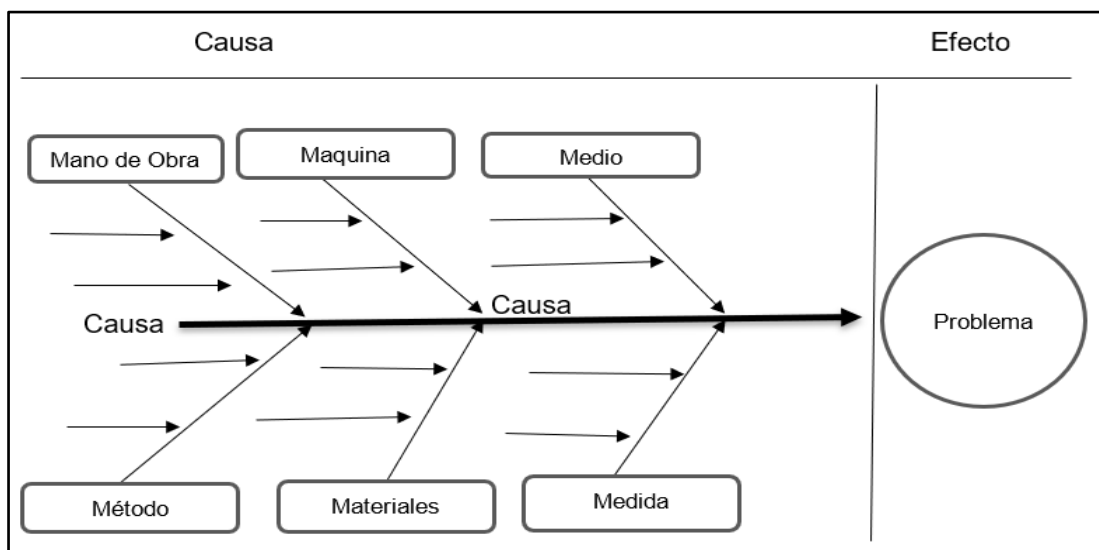 Causa
Efecto
Mano de Obra
Maquina
Medio
Causa
Causa
Problema
Método
Materiales
Medida